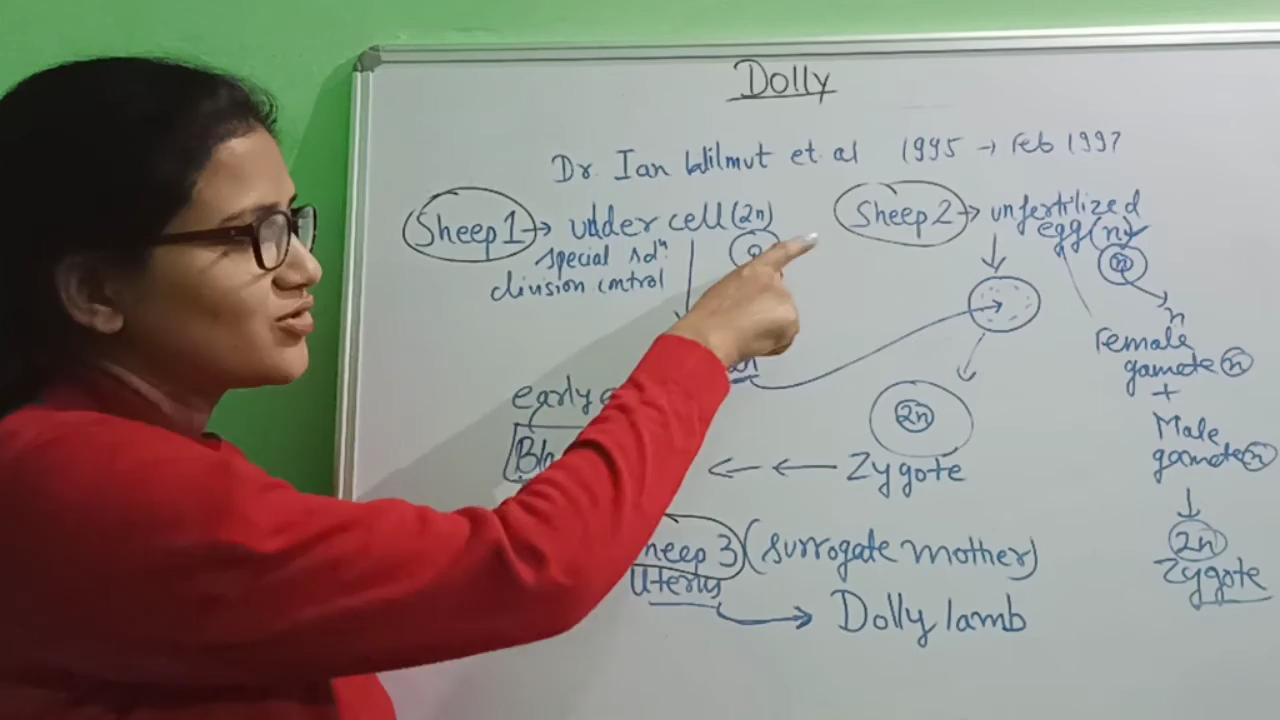 Dolly
Dr. Ian Wilmut et al 1995 → Feb 1997
Sheep 1 → udder cell (2n)
special sdⁿ.
division control
Sheep 2 → unfertilized
egg (n)
n
n
Female
gamete n
+
Male
gamete n
2n
Zygote
early
2n
Zygote
Sheep 3 (surrogate mother)
Uterus
Dolly lamb